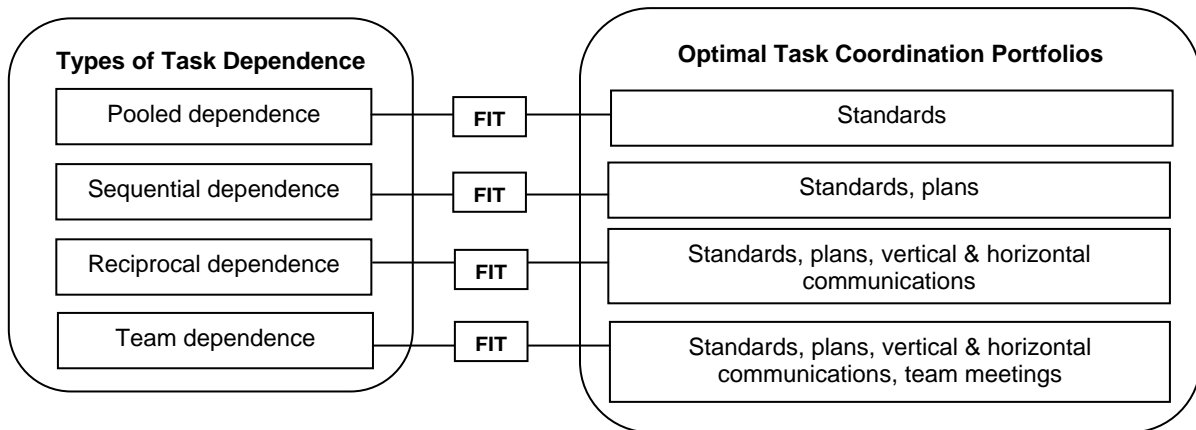 Types of Task Dependence
Optimal Task Coordination Portfolios
Pooled dependence
FIT
Standards
Sequential dependence
FIT
Standards, plans
Reciprocal dependence
FIT
Standards, plans, vertical & horizontal
communications
Team dependence
FIT
Standards, plans, vertical & horizontal
communications, team meetings